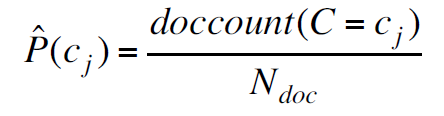 P̂(c_j) = doccount(C = c_j) / N_doc